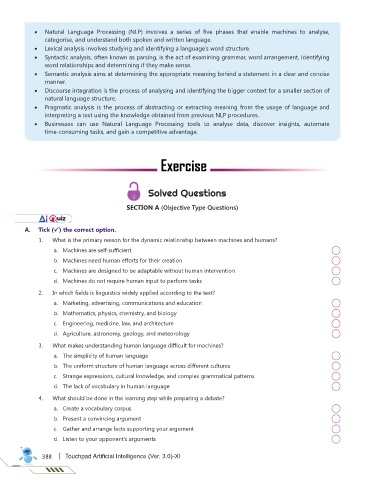 • Natural Language Processing (NLP) involves a series of five phases that enable machines to analyse,
categorise, and understand both spoken and written language.
• Lexical analysis involves studying and identifying a language's word structure.
• Syntactic analysis, often known as parsing, is the act of examining grammar, word arrangement, identifying
word relationships and determining if they make sense.
• Semantic analysis aims at determining the appropriate meaning behind a statement in a clear and concise
manner.
• Discourse integration is the process of analysing and identifying the bigger context for a smaller section of
natural language structure.
• Pragmatic analysis is the process of abstracting or extracting meaning from the usage of language and
interpreting a text using the knowledge obtained from previous NLP procedures.
• Businesses can use Natural Language Processing tools to analyse data, discover insights, automate
time-consuming tasks, and gain a competitive advantage.
Exercise
Solved Questions
SECTION A (Objective Type Questions)
Ai Quiz
A. Tick (✓) the correct option.
1. What is the primary reason for the dynamic relationship between machines and humans?
a. Machines are self-sufficient
b. Machines need human efforts for their creation
c. Machines are designed to be adaptable without human intervention
d. Machines do not require human input to perform tasks
2. In which fields is linguistics widely applied according to the text?
a. Marketing, advertising, communications and education
b. Mathematics, physics, chemistry, and biology
c. Engineering, medicine, law, and architecture
d. Agriculture, astronomy, geology, and meteorology
3. What makes understanding human language difficult for machines?
a. The simplicity of human language
b. The uniform structure of human language across different cultures
c. Strange expressions, cultural knowledge, and complex grammatical patterns
d. The lack of vocabulary in human language
4. What should be done in the learning step while preparing a debate?
a. Create a vocabulary corpus
b. Present a convincing argument
c. Gather and arrange facts supporting your argument
d. Listen to your opponent's arguments
388 | Touchpad Artificial Intelligence (Ver. 3.0)-XI